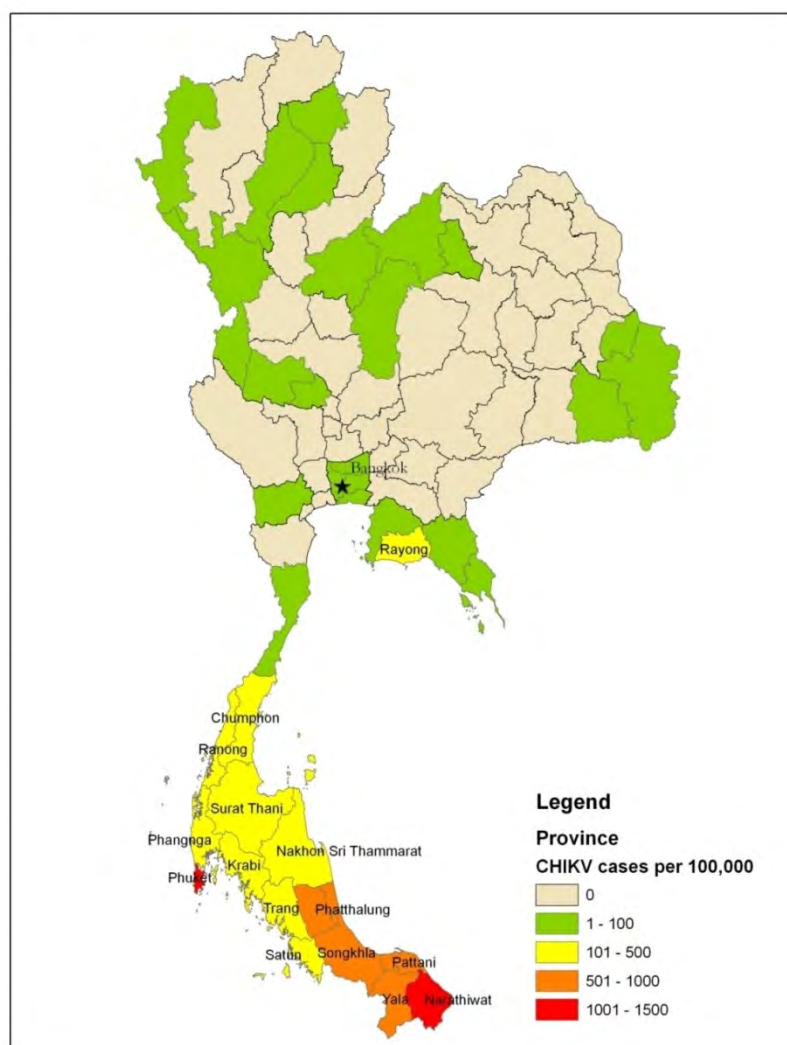 Bangkok
Rayong
Chumphon
Ranong
Surat Thani
Phangnga
Nakhon Sri Thammarat
Krabi
Phuket
Trang
Phatthalung
Satun
Songkhla
Pattani
Yala
Narathiwat
Legend
Province
CHIKV cases per 100,000
0
1 - 100
101 - 500
501 - 1000
1001 - 1500